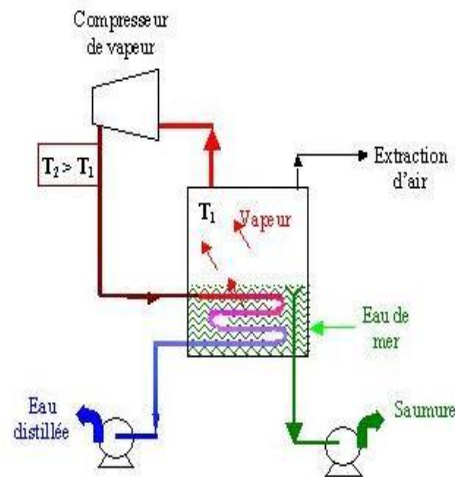 Compresseur
de vapeur
T₂ > T₁
Extraction
d'air
T₁
Vapeur
Eau de
mer
Eau
distillée
Saumure